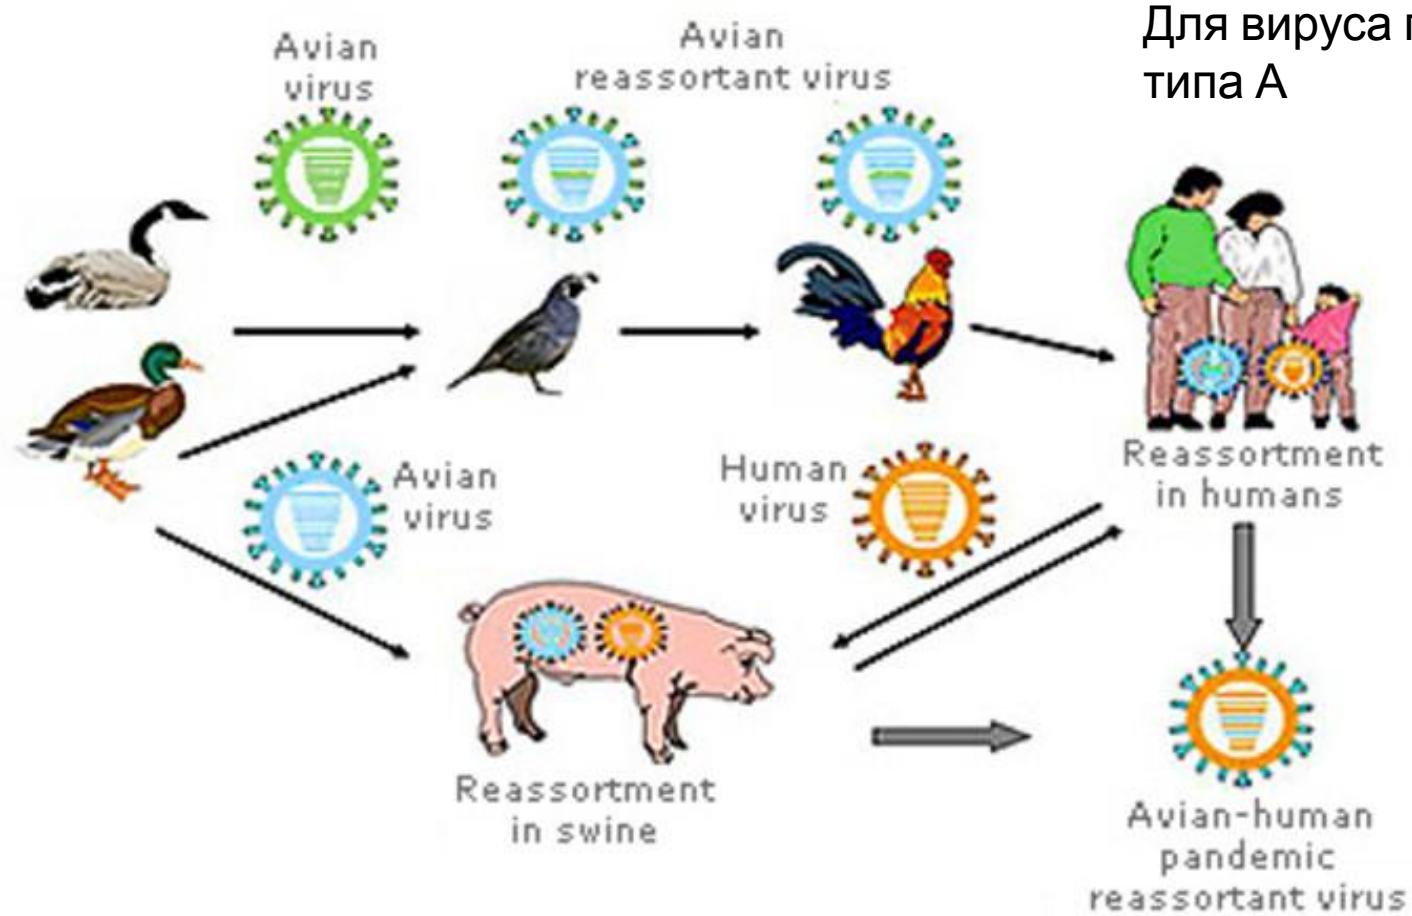 Для вируса
типа А
Avian
virus
Avian
reassortant virus
Avian
virus
Human
virus
Reassortment
in humans
Reassortment
in swine
Avian-human
pandemic
reassortant virus